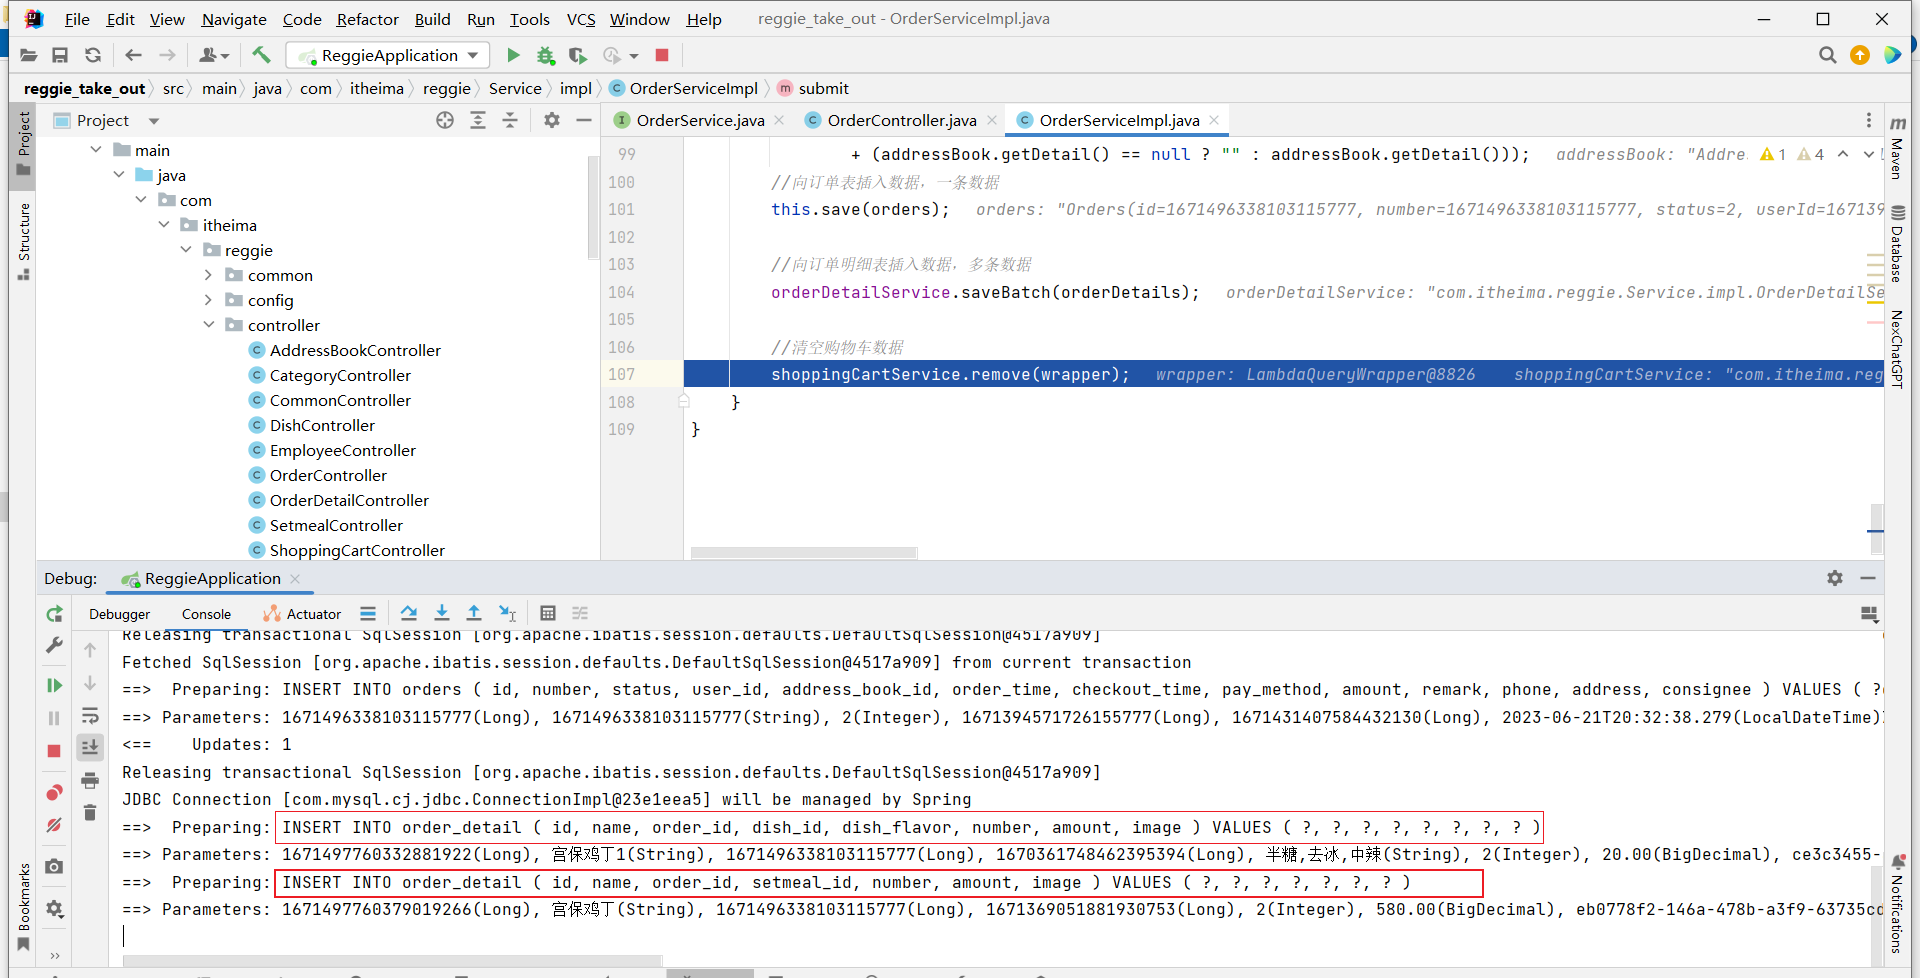 File Edit View Navigate Code Refactor Build Run Tools VCS Window Help reggie_take_out - OrderServiceImpl.java
ReggieApplication
reggie_take_out src main java com itheima reggie Service impl OrderServiceImpl submit
Project
OrderService.java OrderController.java OrderServiceImpl.java
main
java
com
itheima
reggie
common
config
controller
AddressBookController
CategoryController
CommonController
DishController
EmployeeController
OrderController
OrderDetailController
SetmealController
ShoppingCartController
99 + (addressBook.getDetail() == null ? "" : addressBook.getDetail())); addressBook: "Addre 1 4
100 //向订单表插入数据，一条数据
101 this.save(orders); orders: "Orders(id=1671496338103115777, number=1671496338103115777, status=2, userId=167139
102
103 //向订单明细表插入数据，多条数据
104 orderDetailService.saveBatch(orderDetails); orderDetailService: "com.itheima.reggie.Service.impl.OrderDetailSe
105
106 //清空购物车数据
107 shoppingCartService.remove(wrapper); wrapper: LambdaQueryWrapper@8826 shoppingCartService: "com.itheima.reg
108 }
109 }
Project
Structure
Bookmarks
Maven
Database
NexChatGPT
Notifications
Debug: ReggieApplication
Debugger Console Actuator
Releasing transactional SqlSession [org.apache.ibatis.session.defaults.DefaultSqlSession@4517a909]
Fetched SqlSession [org.apache.ibatis.session.defaults.DefaultSqlSession@4517a909] from current transaction
==>  Preparing: INSERT INTO orders ( id, number, status, user_id, address_book_id, order_time, checkout_time, pay_method, amount, remark, phone, address, consignee ) VALUES ( ?
==> Parameters: 1671496338103115777(Long), 1671496338103115777(String), 2(Integer), 1671394571726155777(Long), 1671431407584432130(Long), 2023-06-21T20:32:38.279(LocalDateTime)
<==    Updates: 1
Releasing transactional SqlSession [org.apache.ibatis.session.defaults.DefaultSqlSession@4517a909]
JDBC Connection [com.mysql.cj.jdbc.ConnectionImpl@23e1eea5] will be managed by Spring
==>  Preparing: INSERT INTO order_detail ( id, name, order_id, dish_id, dish_flavor, number, amount, image ) VALUES ( ?, ?, ?, ?, ?, ?, ?, ? )
==> Parameters: 1671497760332881922(Long), 宫保鸡丁1(String), 1671496338103115777(Long), 1670361748462395394(Long), 半糖,去冰,中辣(String), 2(Integer), 20.00(BigDecimal), ce3c3455-
==>  Preparing: INSERT INTO order_detail ( id, name, order_id, setmeal_id, number, amount, image ) VALUES ( ?, ?, ?, ?, ?, ?, ? )
==> Parameters: 1671497760379019266(Long), 宫保鸡丁(String), 1671496338103115777(Long), 1671369051881930753(Long), 2(Integer), 580.00(BigDecimal), eb0778f2-146a-478b-a3f9-63735cd